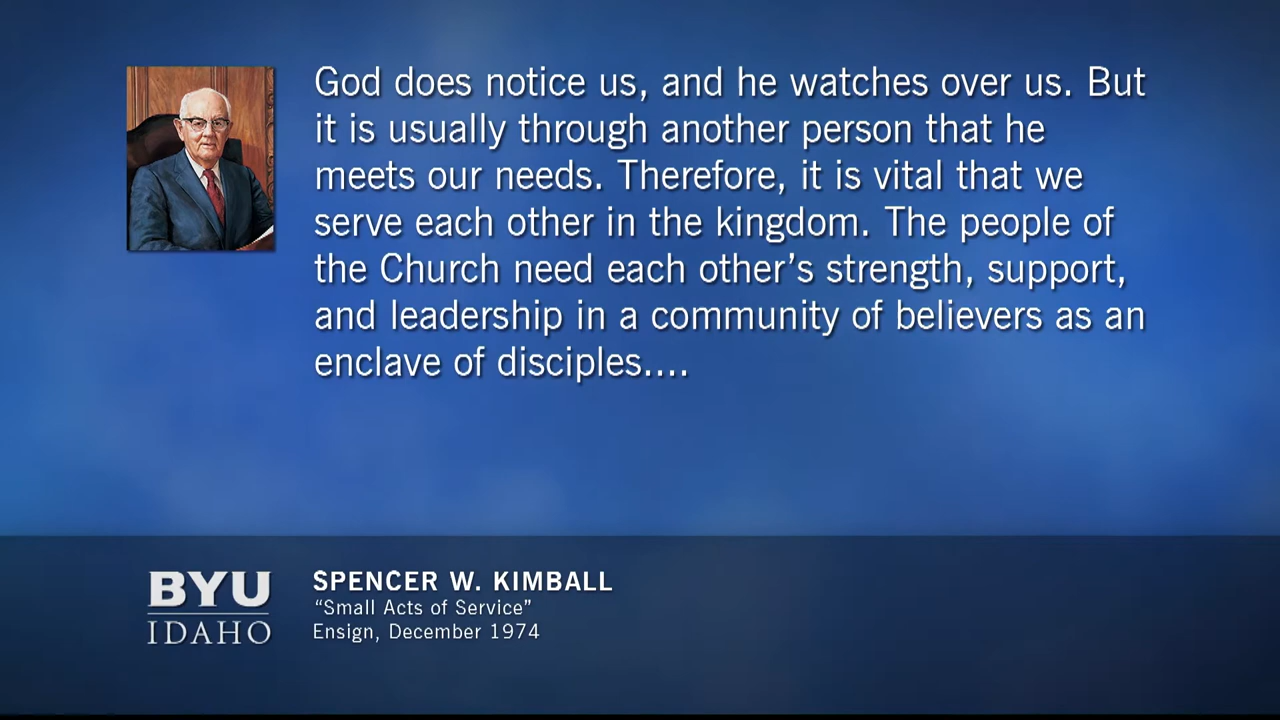 God does notice us, and he watches over us. But
it is usually through another person that he
meets our needs. Therefore, it is vital that we
serve each other in the kingdom. The people of
the Church need each other’s strength, support,
and leadership in a community of believers as an
enclave of disciples....
BYU
IDAHO
SPENCER W. KIMBALL
“Small Acts of Service”
Ensign, December 1974